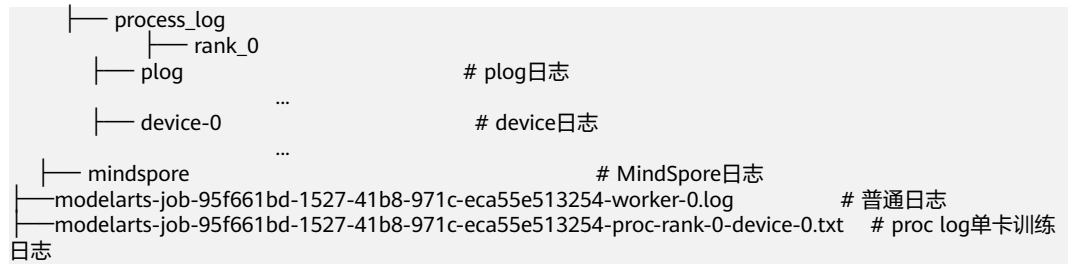 ├── process_log
├── rank_0
├── plog # plog日志
...
├── device-0 # device日志
...
├── mindspore # MindSpore日志
├──modelarts-job-95f661bd-1527-41b8-971c-eca55e513254-worker-0.log # 普通日志
├──modelarts-job-95f661bd-1527-41b8-971c-eca55e513254-proc-rank-0-device-0.txt # proc log单卡训练
日志